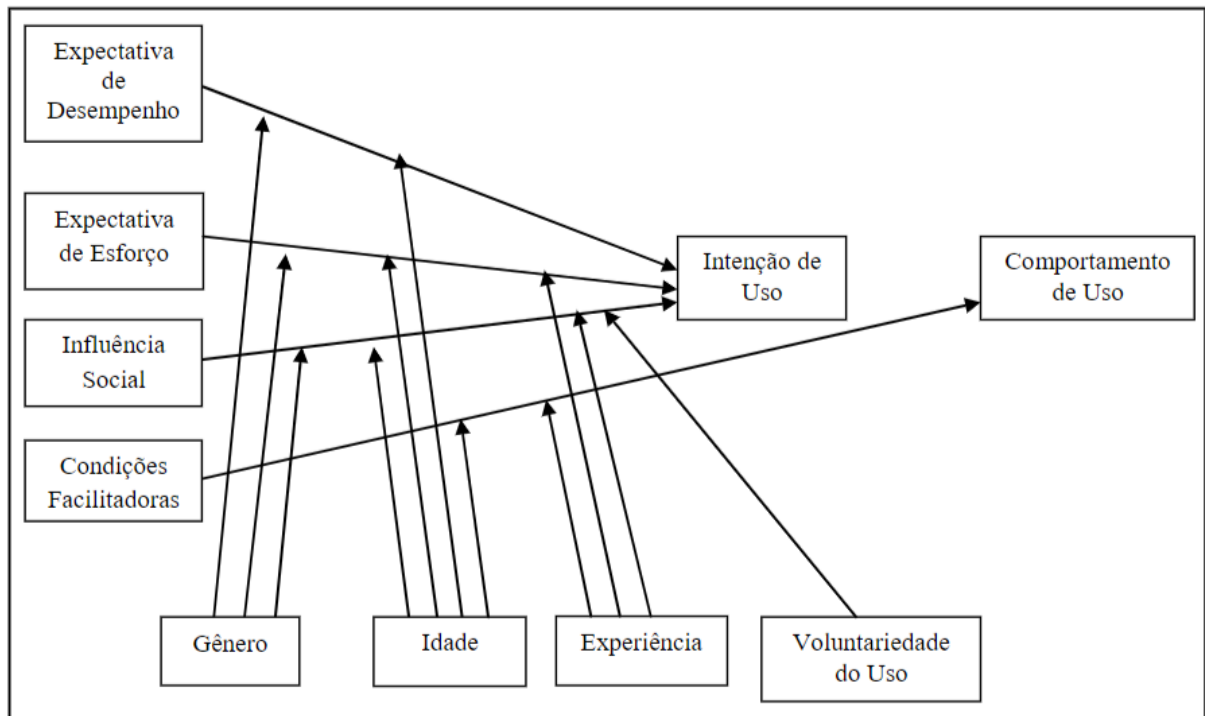 Expectativa
de
Desempenho
Expectativa
de Esforço
Influência
Social
Condições
Facilitadoras
Intenção de
Uso
Comportamento
de Uso
Gênero
Idade
Experiência
Voluntariedade
do Uso